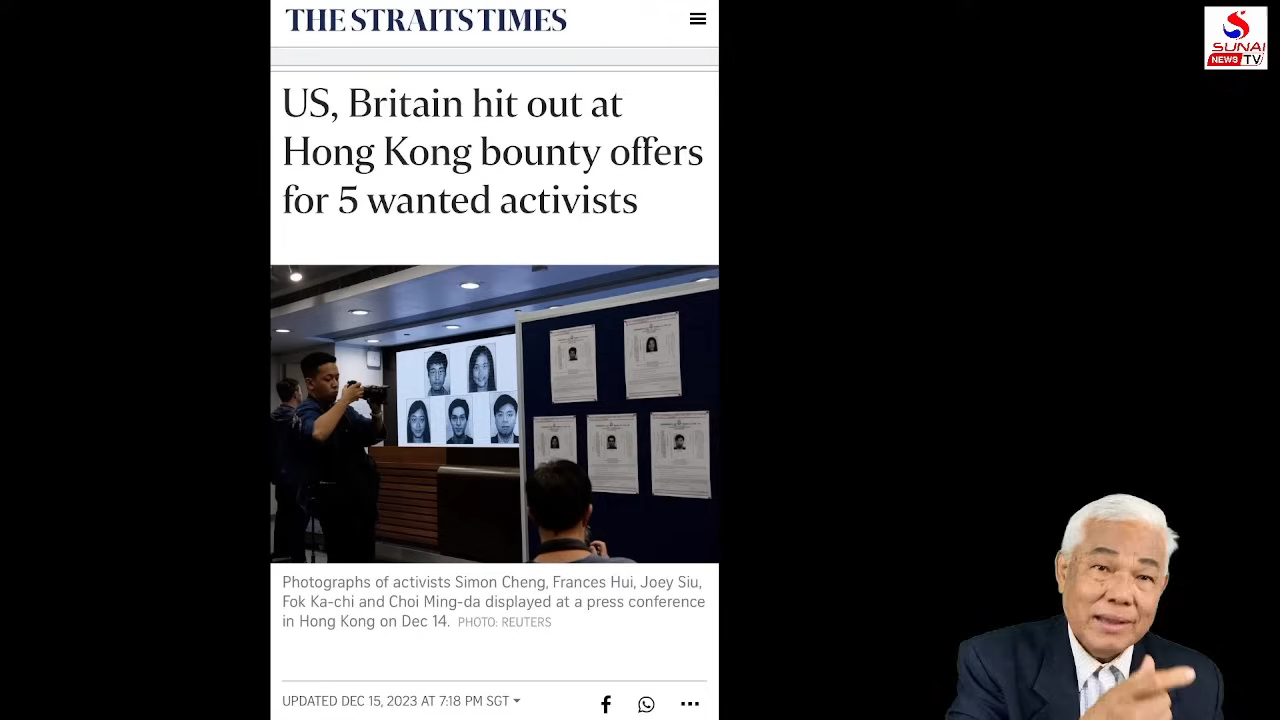 THE STRAITS TIMES
SUNAI
NEWS TV
US, Britain hit out at
Hong Kong bounty offers
for 5 wanted activists
Photographs of activists Simon Cheng, Frances Hui, Joey Siu,
Fok Ka-chi and Choi Ming-da displayed at a press conference
in Hong Kong on Dec 14. PHOTO: REUTERS
UPDATED DEC 15, 2023 AT 7:18 PM SGT